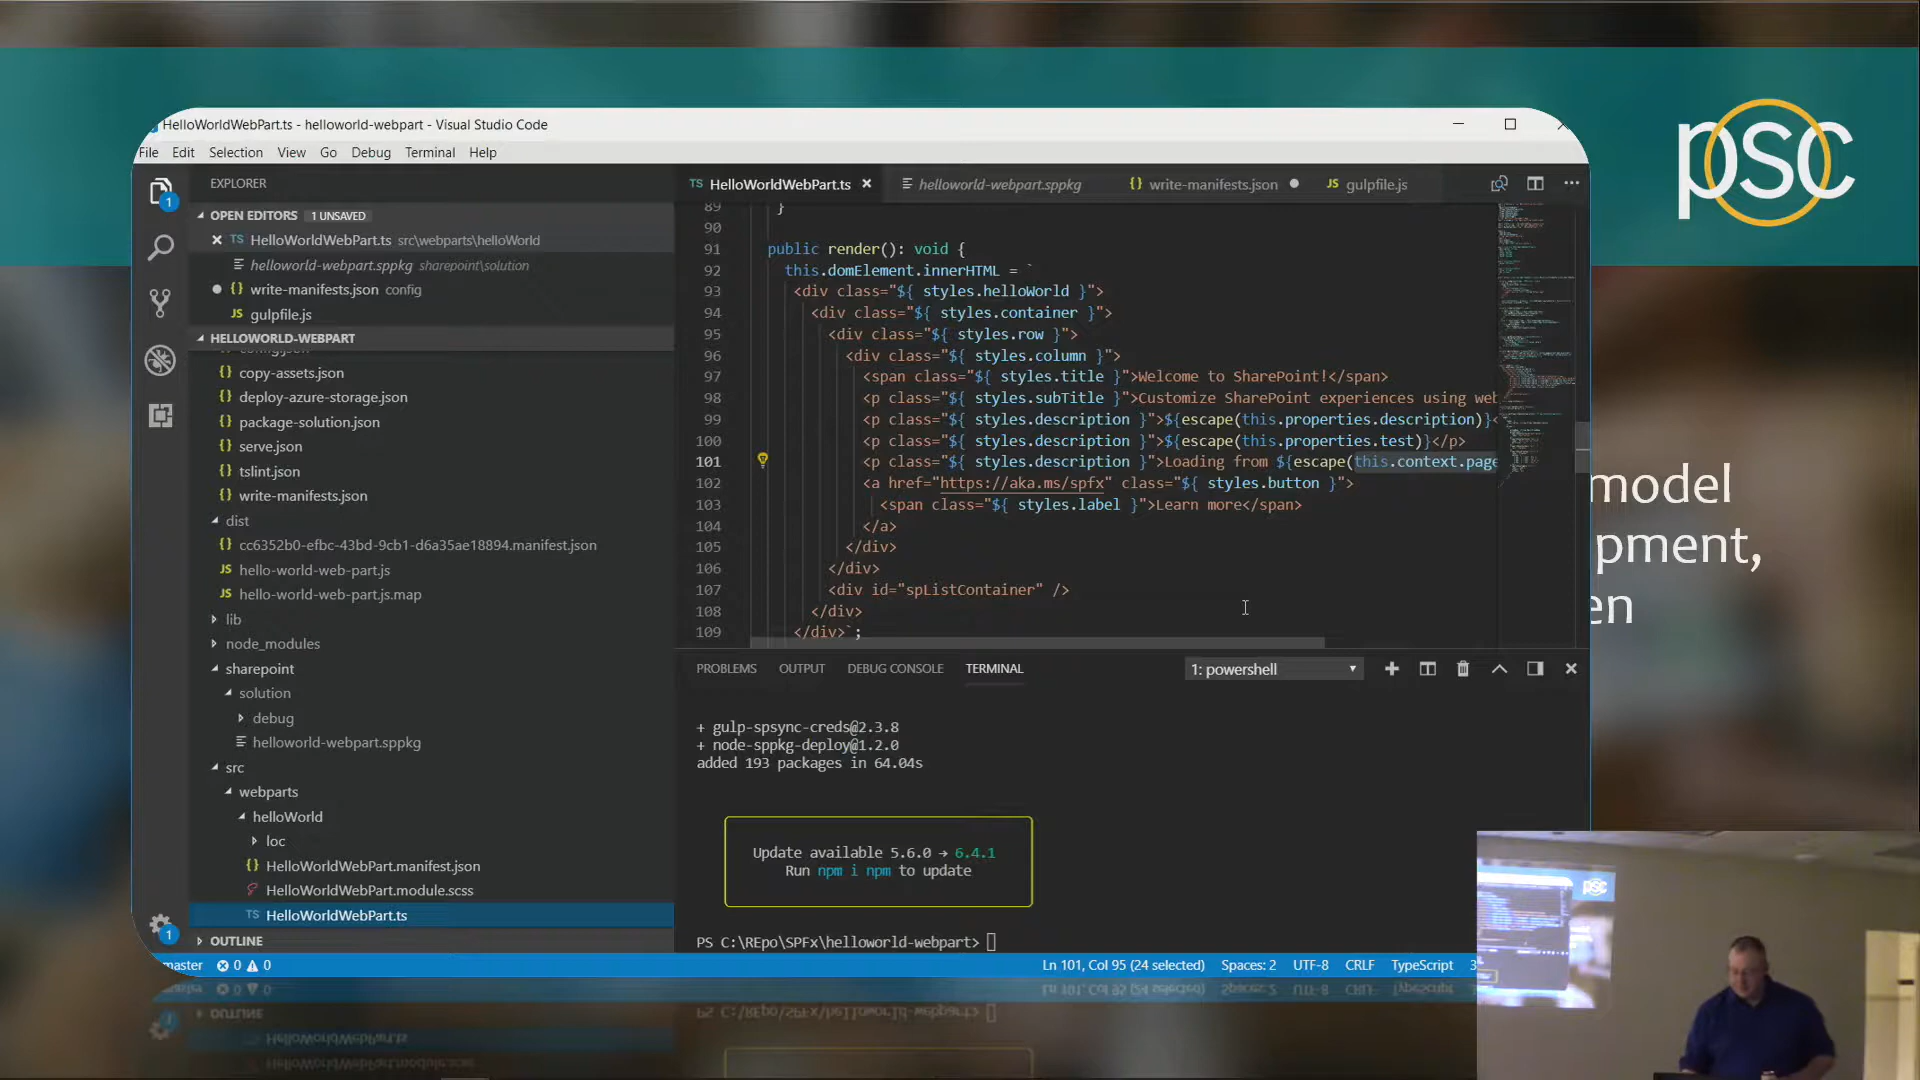 psc
HelloWorldWebPart.ts - helloworld-webpart - Visual Studio Code
File Edit Selection View Go Debug Terminal Help
EXPLORER
OPEN EDITORS 1 UNSAVED
TS HelloWorldWebPart.ts src\webparts\helloWorld
helloworld-webpart.sppkg sharepoint\solution
{} write-manifests.json config
JS gulpfile.js
HELLOWORLD-WEBPART
config.json
copy-assets.json
{} deploy-azure-storage.json
{} package-solution.json
{} serve.json
{} tslint.json
{} write-manifests.json
dist
{} cc6352b0-efbc-43bd-9cb1-d6a35ae18894.manifest.json
JS hello-world-web-part.js
{} hello-world-web-part.js.map
lib
node_modules
sharepoint
solution
debug
helloworld-webpart.sppkg
src
webparts
helloWorld
loc
{} HelloWorldWebPart.manifest.json
HelloWorldWebPart.module.scss
TS HelloWorldWebPart.ts
OUTLINE
1
1
TS HelloWorldWebPart.ts helloworld-webpart.sppkg {} write-manifests.json JS gulpfile.js
89 }
90
91 public render(): void {
92 this.domElement.innerHTML = `
93 <div class="${ styles.helloWorld }">
94 <div class="${ styles.container }">
95 <div class="${ styles.row }">
96 <div class="${ styles.column }">
97 <span class="${ styles.title }">Welcome to SharePoint!</span>
98 <p class="${ styles.subTitle }">Customize SharePoint experiences using web
99 <p class="${ styles.description }">${escape(this.properties.description)}<
100 <p class="${ styles.description }">${escape(this.properties.test)}</p>
101 <p class="${ styles.description }">Loading from ${escape(this.context.page
102 <a href="https://aka.ms/spfx" class="${ styles.button }">
103 <span class="${ styles.label }">Learn more</span>
104 </a>
105 </div>
106 </div>
107 <div id="spListContainer" />
108 </div>
109 </div>`;
PROBLEMS OUTPUT DEBUG CONSOLE TERMINAL 1: powershell
+ gulp-spsync-creds@2.3.8
+ node-sppkg-deploy@1.2.0
added 193 packages in 64.04s
Update available 5.6.0 → 6.4.1
Run npm i npm to update
PS C:\REpo\SPFx\helloworld-webpart>
master 0 0 Ln 101, Col 95 (24 selected) Spaces: 2 UTF-8 CRLF TypeScript 3
model
pment,
en
psc